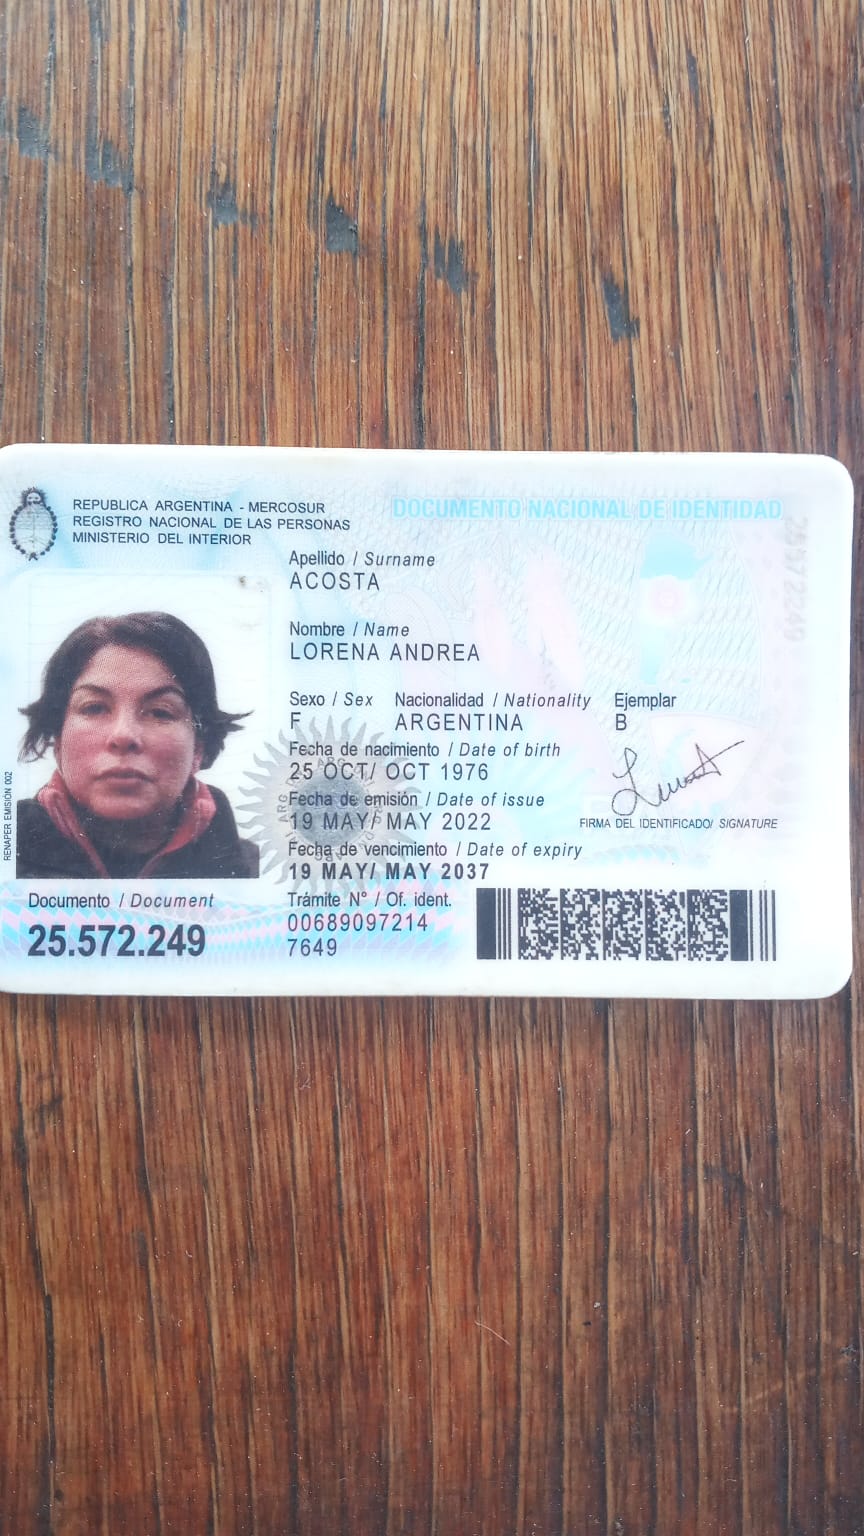 REPUBLICA ARGENTINA - MERCOSUR
REGISTRO NACIONAL DE LAS PERSONAS
MINISTERIO DEL INTERIOR
DOCUMENTO NACIONAL DE IDENTIDAD
Apellido / Surname
ACOSTA
Nombre / Name
LORENA ANDREA
Sexo / Sex Nacionalidad / Nationality Ejemplar
F ARGENTINA B
Fecha de nacimiento / Date of birth
25 OCT/ OCT 1976
Fecha de emisión / Date of issue
19 MAY/ MAY 2022
FIRMA DEL IDENTIFICADO/ SIGNATURE
Fecha de vencimiento / Date of expiry
19 MAY/ MAY 2037
Documento / Document
25.572.249
Trámite N° / Of. ident.
00689097214
7649
RENAPER EMISIÓN 002
25572249